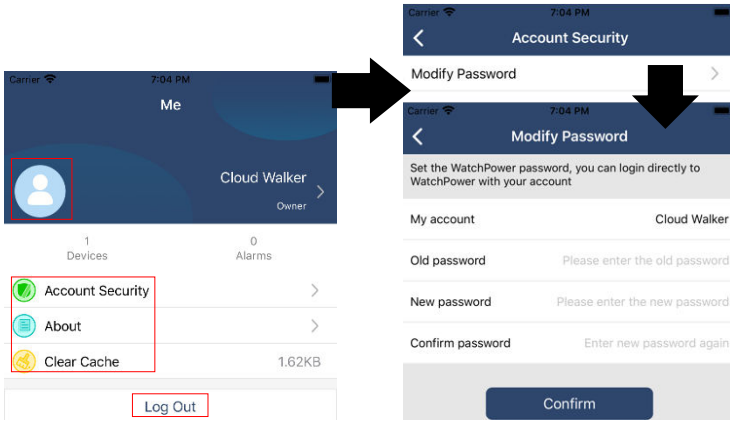 Carrier 7:04 PM
Me
Cloud Walker
Owner
1 0
Devices Alarms
Account Security
About
Clear Cache 1.62KB
Log Out
Carrier 7:04 PM
Account Security
Modify Password
Carrier 7:04 PM
Modify Password
Set the WatchPower password, you can login directly to
WatchPower with your account
My account Cloud Walker
Old password Please enter the old password
New password Please enter the new password
Confirm password Enter new password again
Confirm